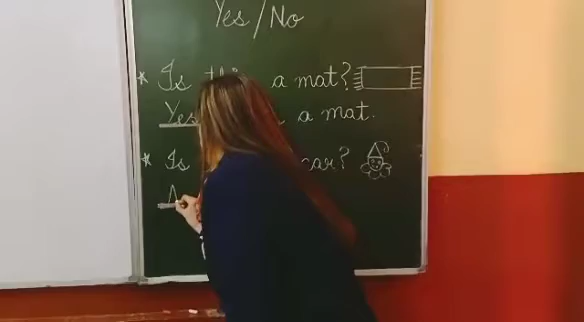 Yes/No
* Is a mat?
Yes a mat.
* Is car?